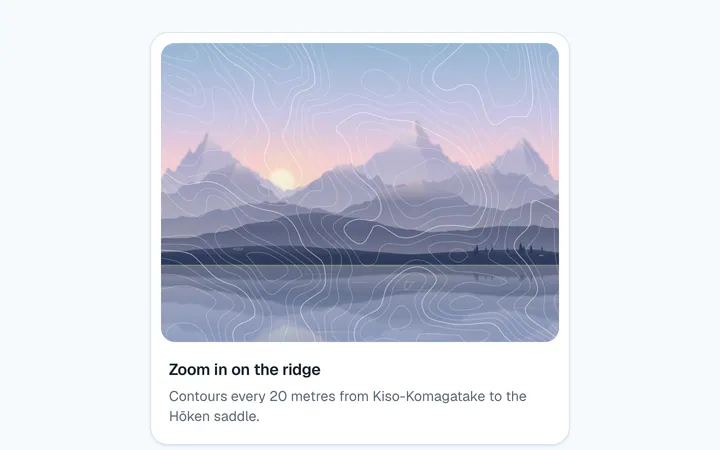 Zoom in on the ridge
Contours every 20 metres from Kiso-Komagatake to the
Hōken saddle.